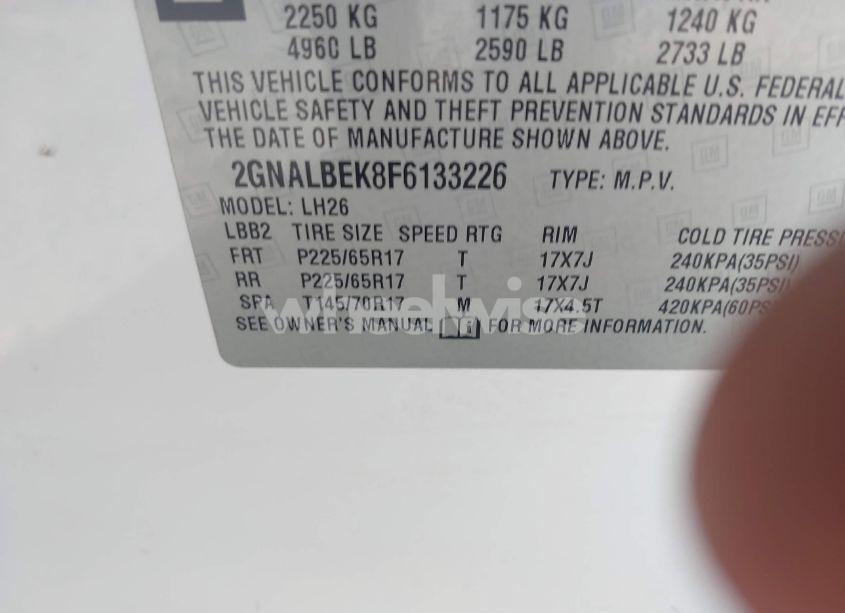 2250 KG 1175 KG 1240 KG
4960 LB 2590 LB 2733 LB
THIS VEHICLE CONFORMS TO ALL APPLICABLE U.S. FEDERAL
VEHICLE SAFETY AND THEFT PREVENTION STANDARDS IN EFF
THE DATE OF MANUFACTURE SHOWN ABOVE.
2GNALBEK8F6133226 TYPE: M.P.V.
MODEL: LH26
LBB2 TIRE SIZE SPEED RTG RIM COLD TIRE PRESSU
FRT P225/65R17 T 17X7J 240KPA(35PSI)
RR P225/65R17 T 17X7J 240KPA(35PSI)
SPA T145/70R17 M 17X4.5T 420KPA(60PS
SEE OWNER'S MANUAL FOR MORE INFORMATION.